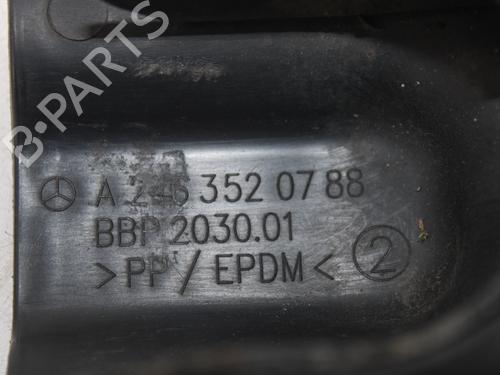 B-PARTS
A 246 352 07 88
BBP 2030.01
>PP / EPDM< 2